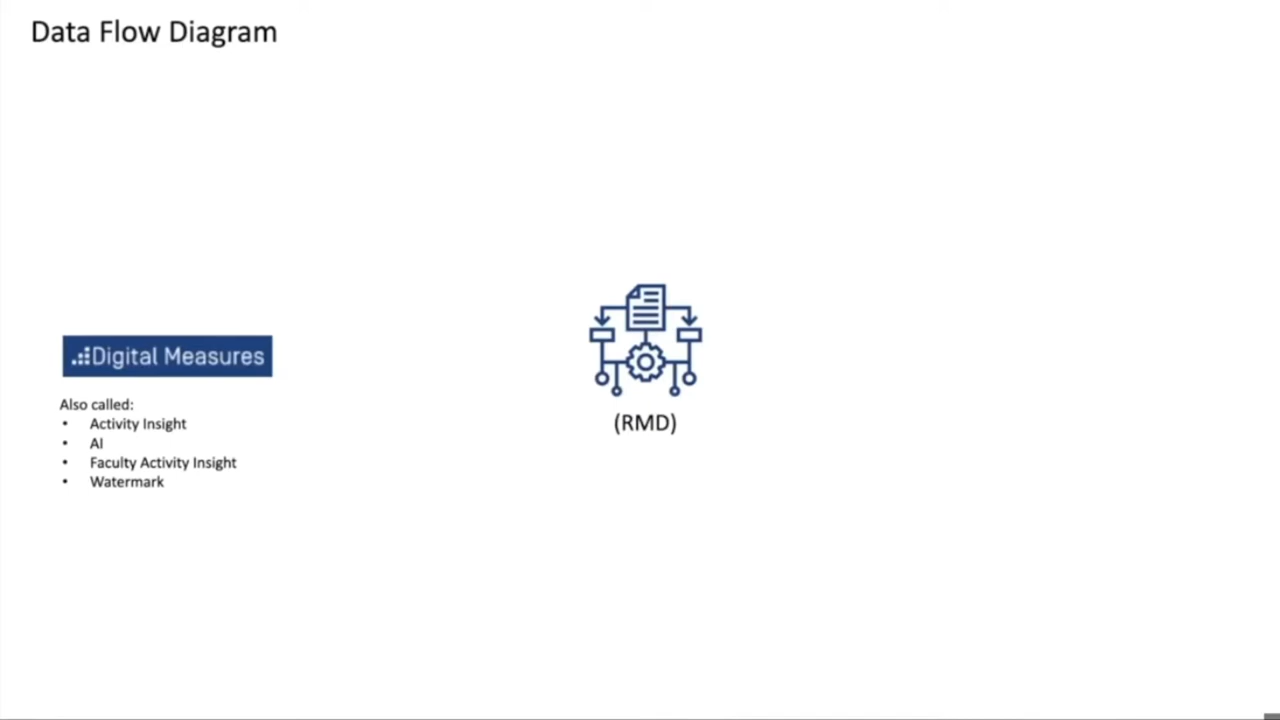 Data Flow Diagram
Digital Measures
Also called:
• Activity Insight
• AI
• Faculty Activity Insight
• Watermark
(RMD)